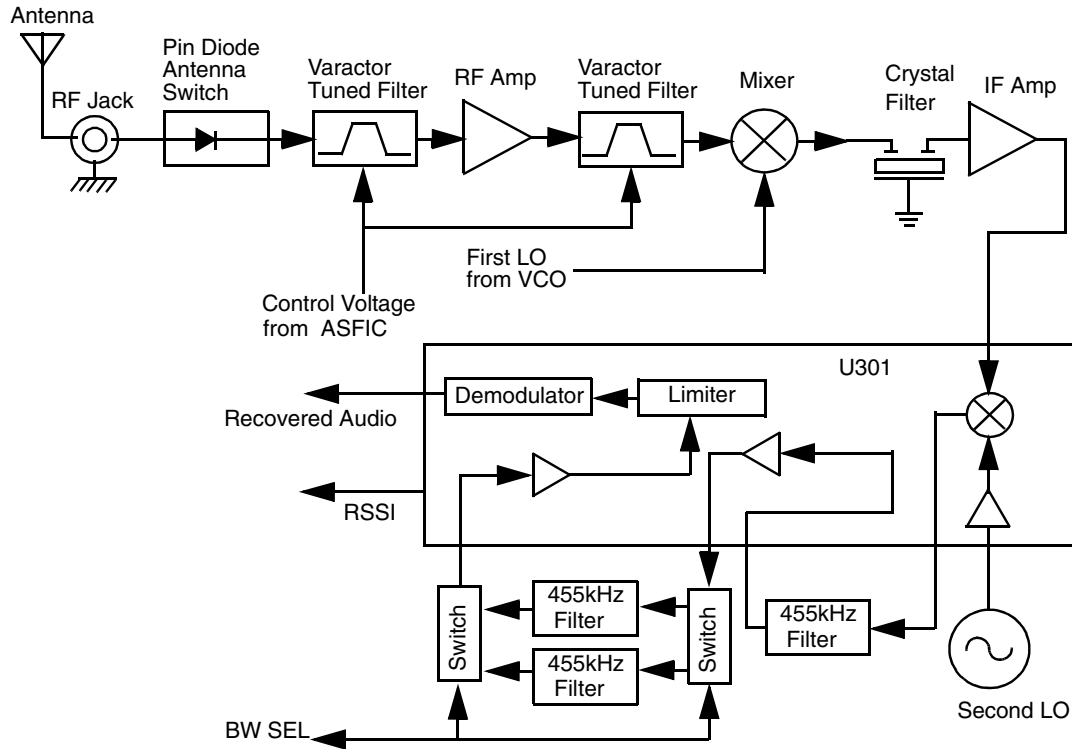 Antenna
RF Jack
Pin Diode
Antenna
Switch
Varactor
Tuned Filter
RF Amp
Varactor
Tuned Filter
Mixer
Crystal
Filter
IF Amp
Control Voltage
from ASFIC
First LO
from VCO
U301
Demodulator
Limiter
Recovered Audio
RSSI
Switch
455kHz
Filter
455kHz
Filter
Switch
455kHz
Filter
Second LO
BW SEL